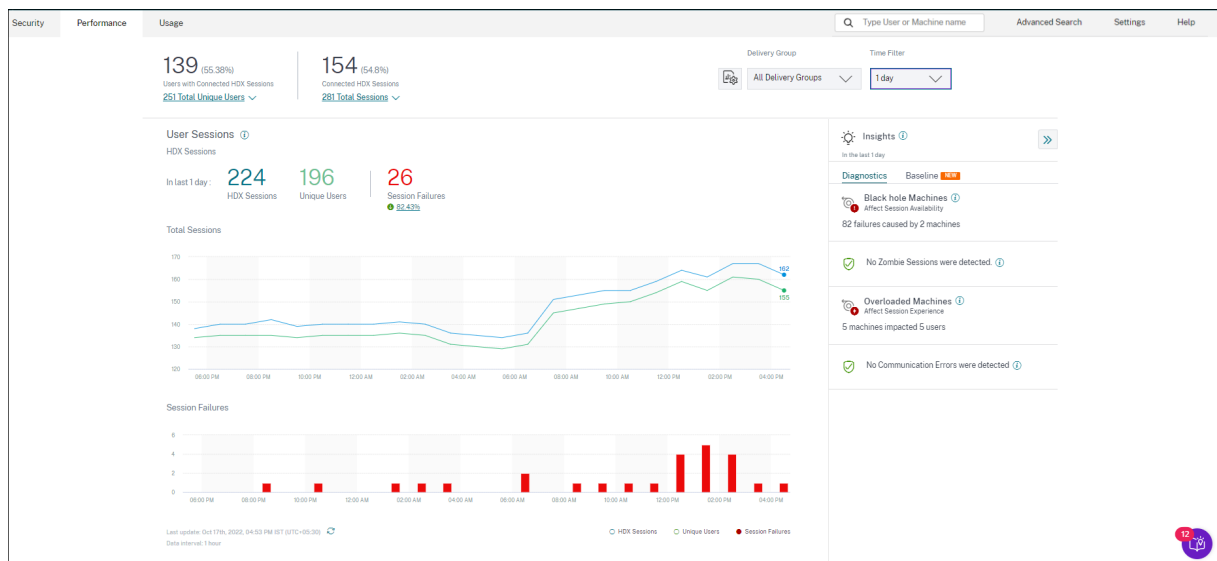 Security Performance Usage Type User or Machine name Advanced Search Settings Help
139 (55.38%)
Users with Connected HDX Sessions
251 Total Unique Users
154 (54.8%)
Connected HDX Sessions
281 Total Sessions
Delivery Group
All Delivery Groups
Time Filter
1 day
User Sessions
HDX Sessions
In last 1 day :
224
HDX Sessions
196
Unique Users
26
Session Failures
82.43%
Total Sessions
170
160
150
140
130
120
162
155
06:00 PM 08:00 PM 10:00 PM 12:00 AM 02:00 AM 04:00 AM 06:00 AM 08:00 AM 10:00 AM 12:00 PM 02:00 PM 04:00 PM
Session Failures
6
4
2
0
06:00 PM 08:00 PM 10:00 PM 12:00 AM 02:00 AM 04:00 AM 06:00 AM 08:00 AM 10:00 AM 12:00 PM 02:00 PM 04:00 PM
Last update: Oct 17th, 2022, 04:53 PM IST (UTC+05:30)
Data interval: 1 hour
HDX Sessions Unique Users Session Failures
Insights
In the last 1 day
Diagnostics Baseline NEW
Black hole Machines
Affect Session Availability
82 failures caused by 2 machines
No Zombie Sessions were detected.
Overloaded Machines
Affect Session Experience
5 machines impacted 5 users
No Communication Errors were detected
12